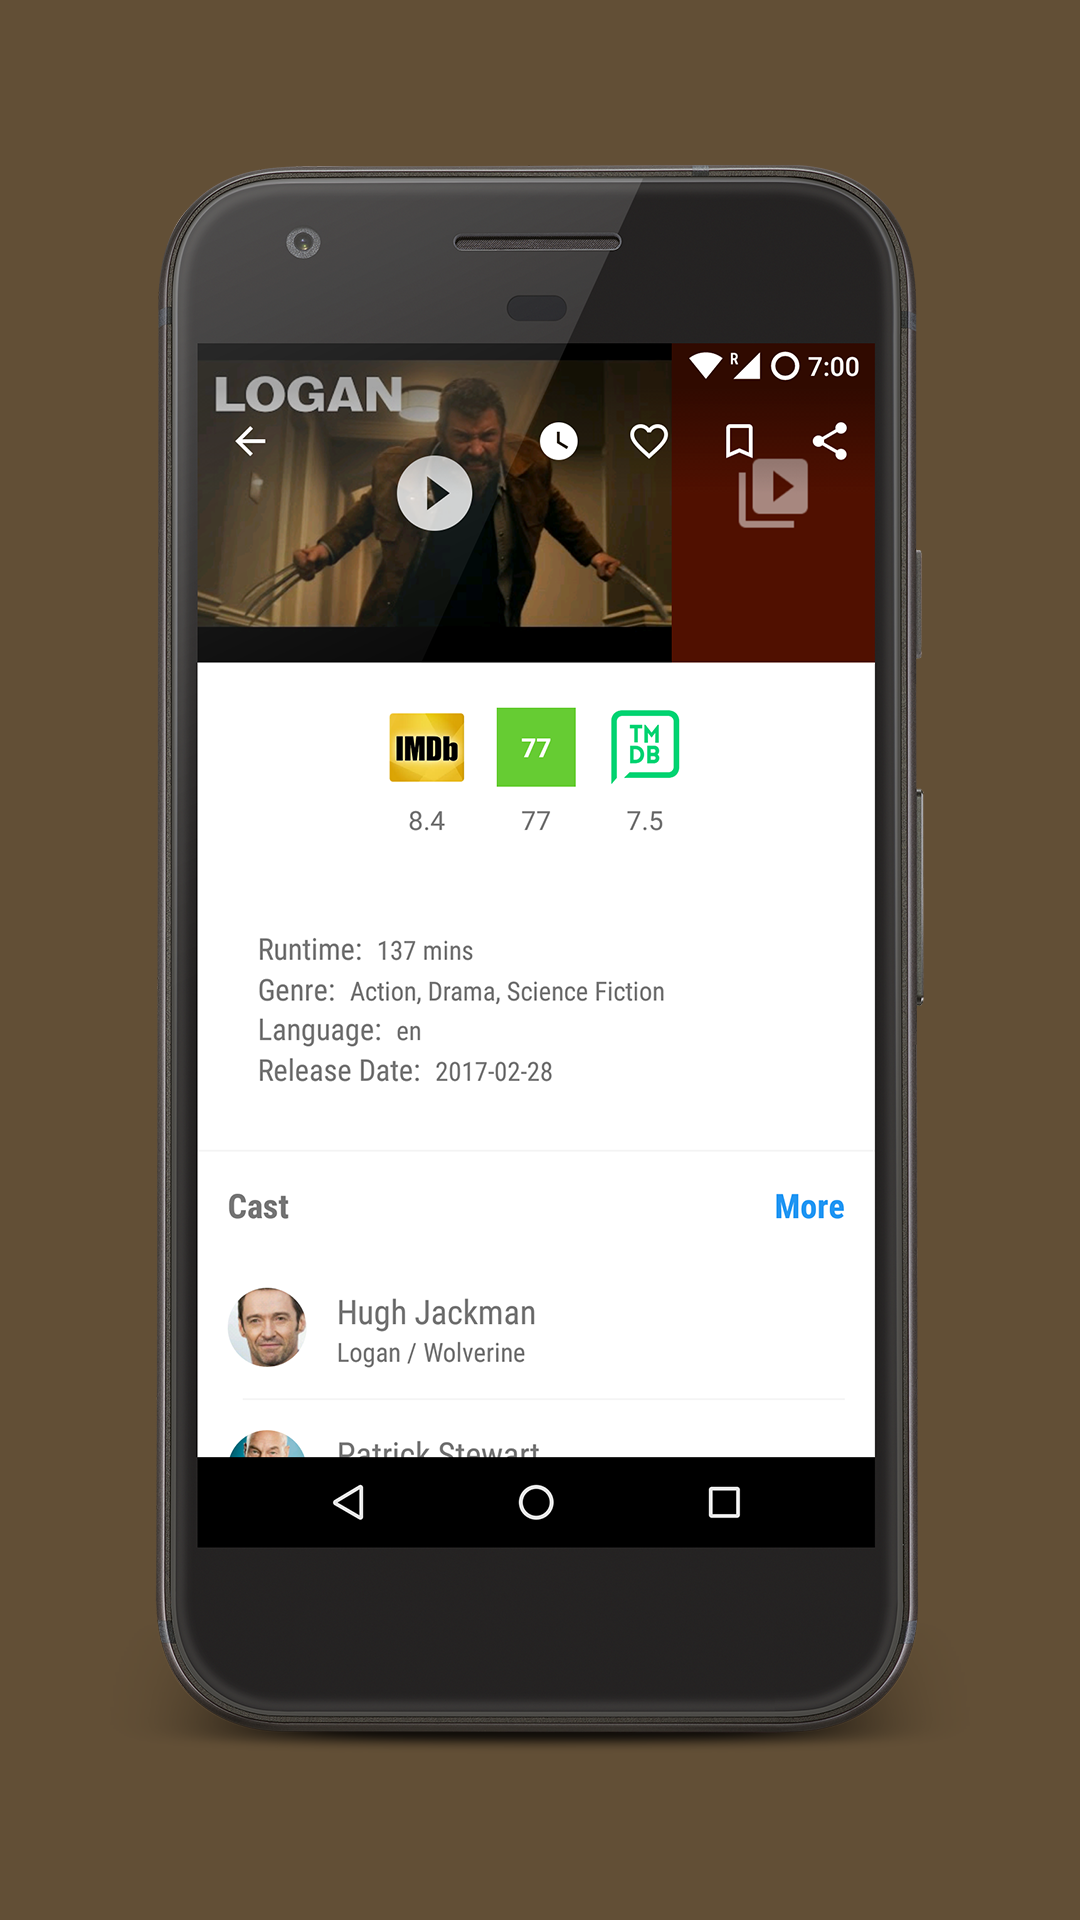 R 7:00
LOGAN
IMDb 77 TM
DB
8.4 77 7.5
Runtime: 137 mins
Genre: Action, Drama, Science Fiction
Language: en
Release Date: 2017-02-28
Cast More
Hugh Jackman
Logan / Wolverine
Patrick Stewart